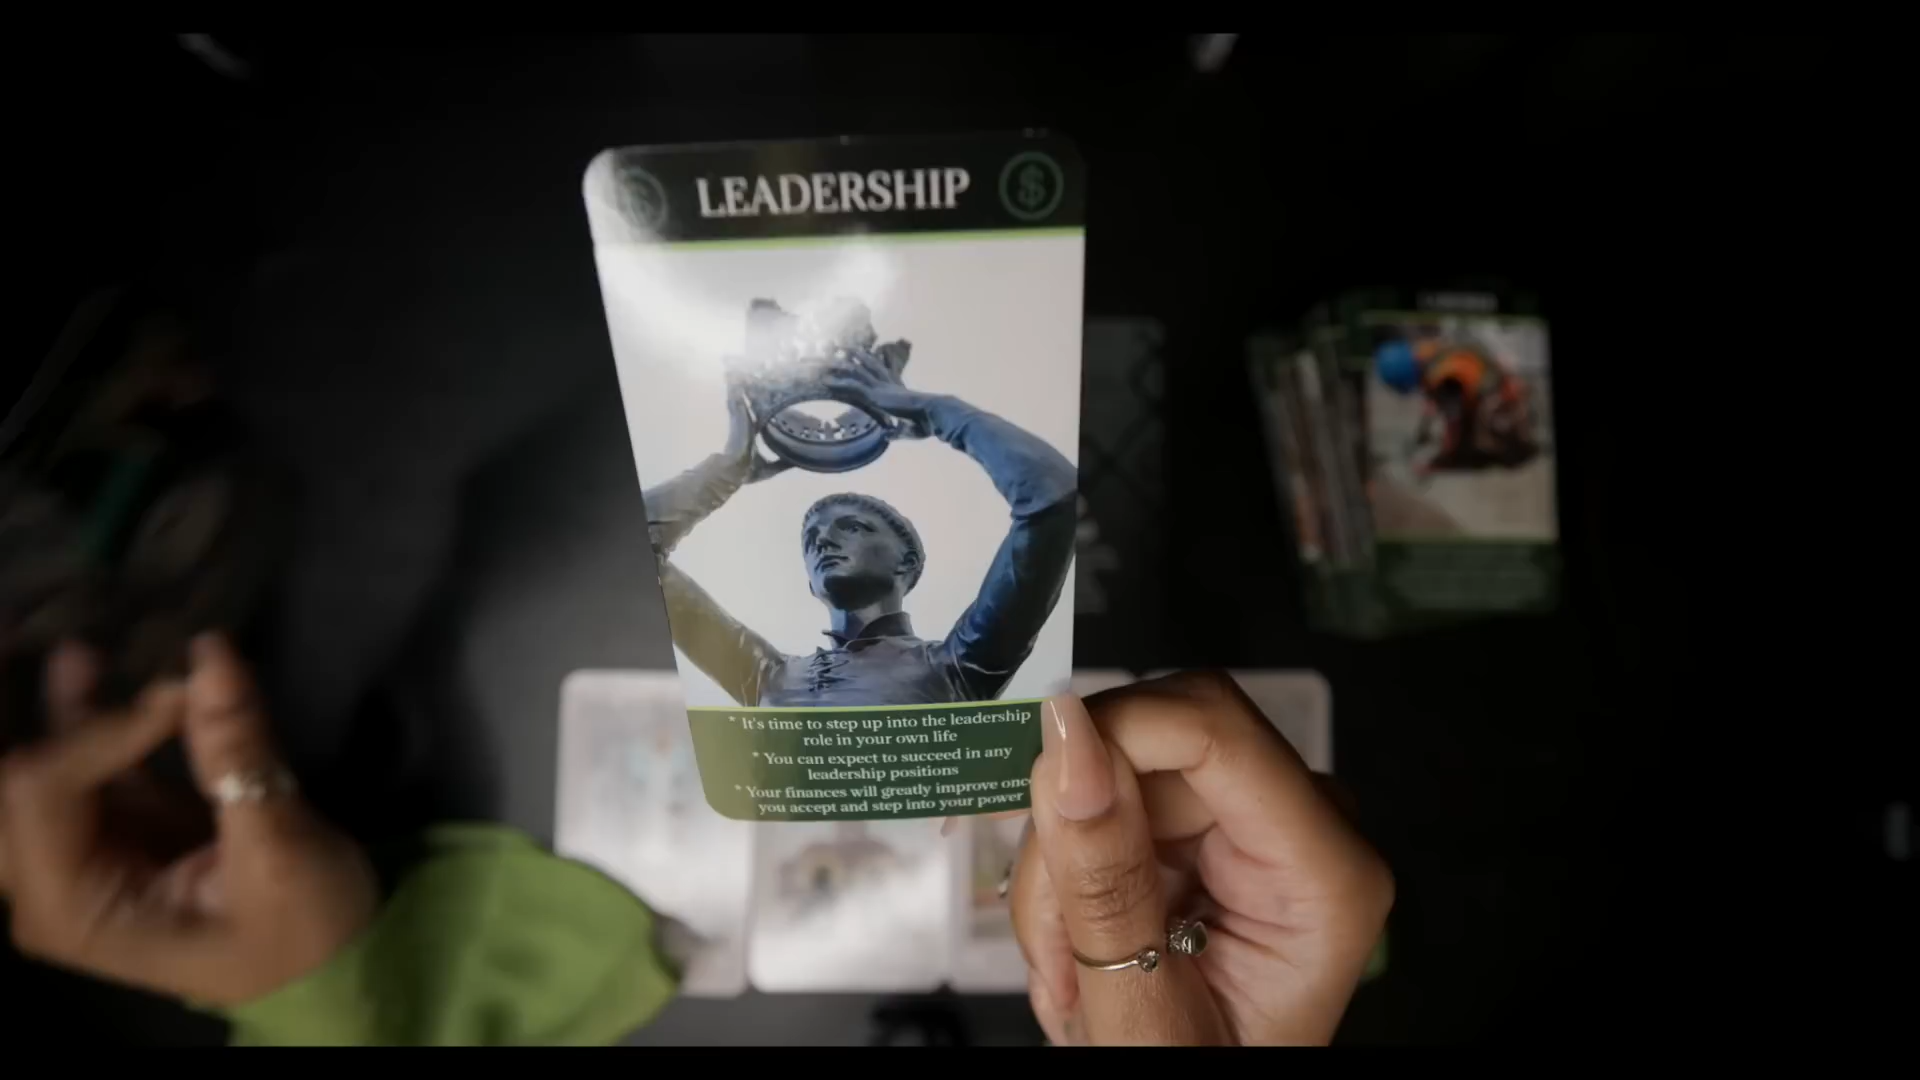 LEADERSHIP
$
* It's time to step up into the leadership
role in your own life
* You can expect to succeed in any
leadership positions
* Your finances will greatly improve once
you accept and step into your power